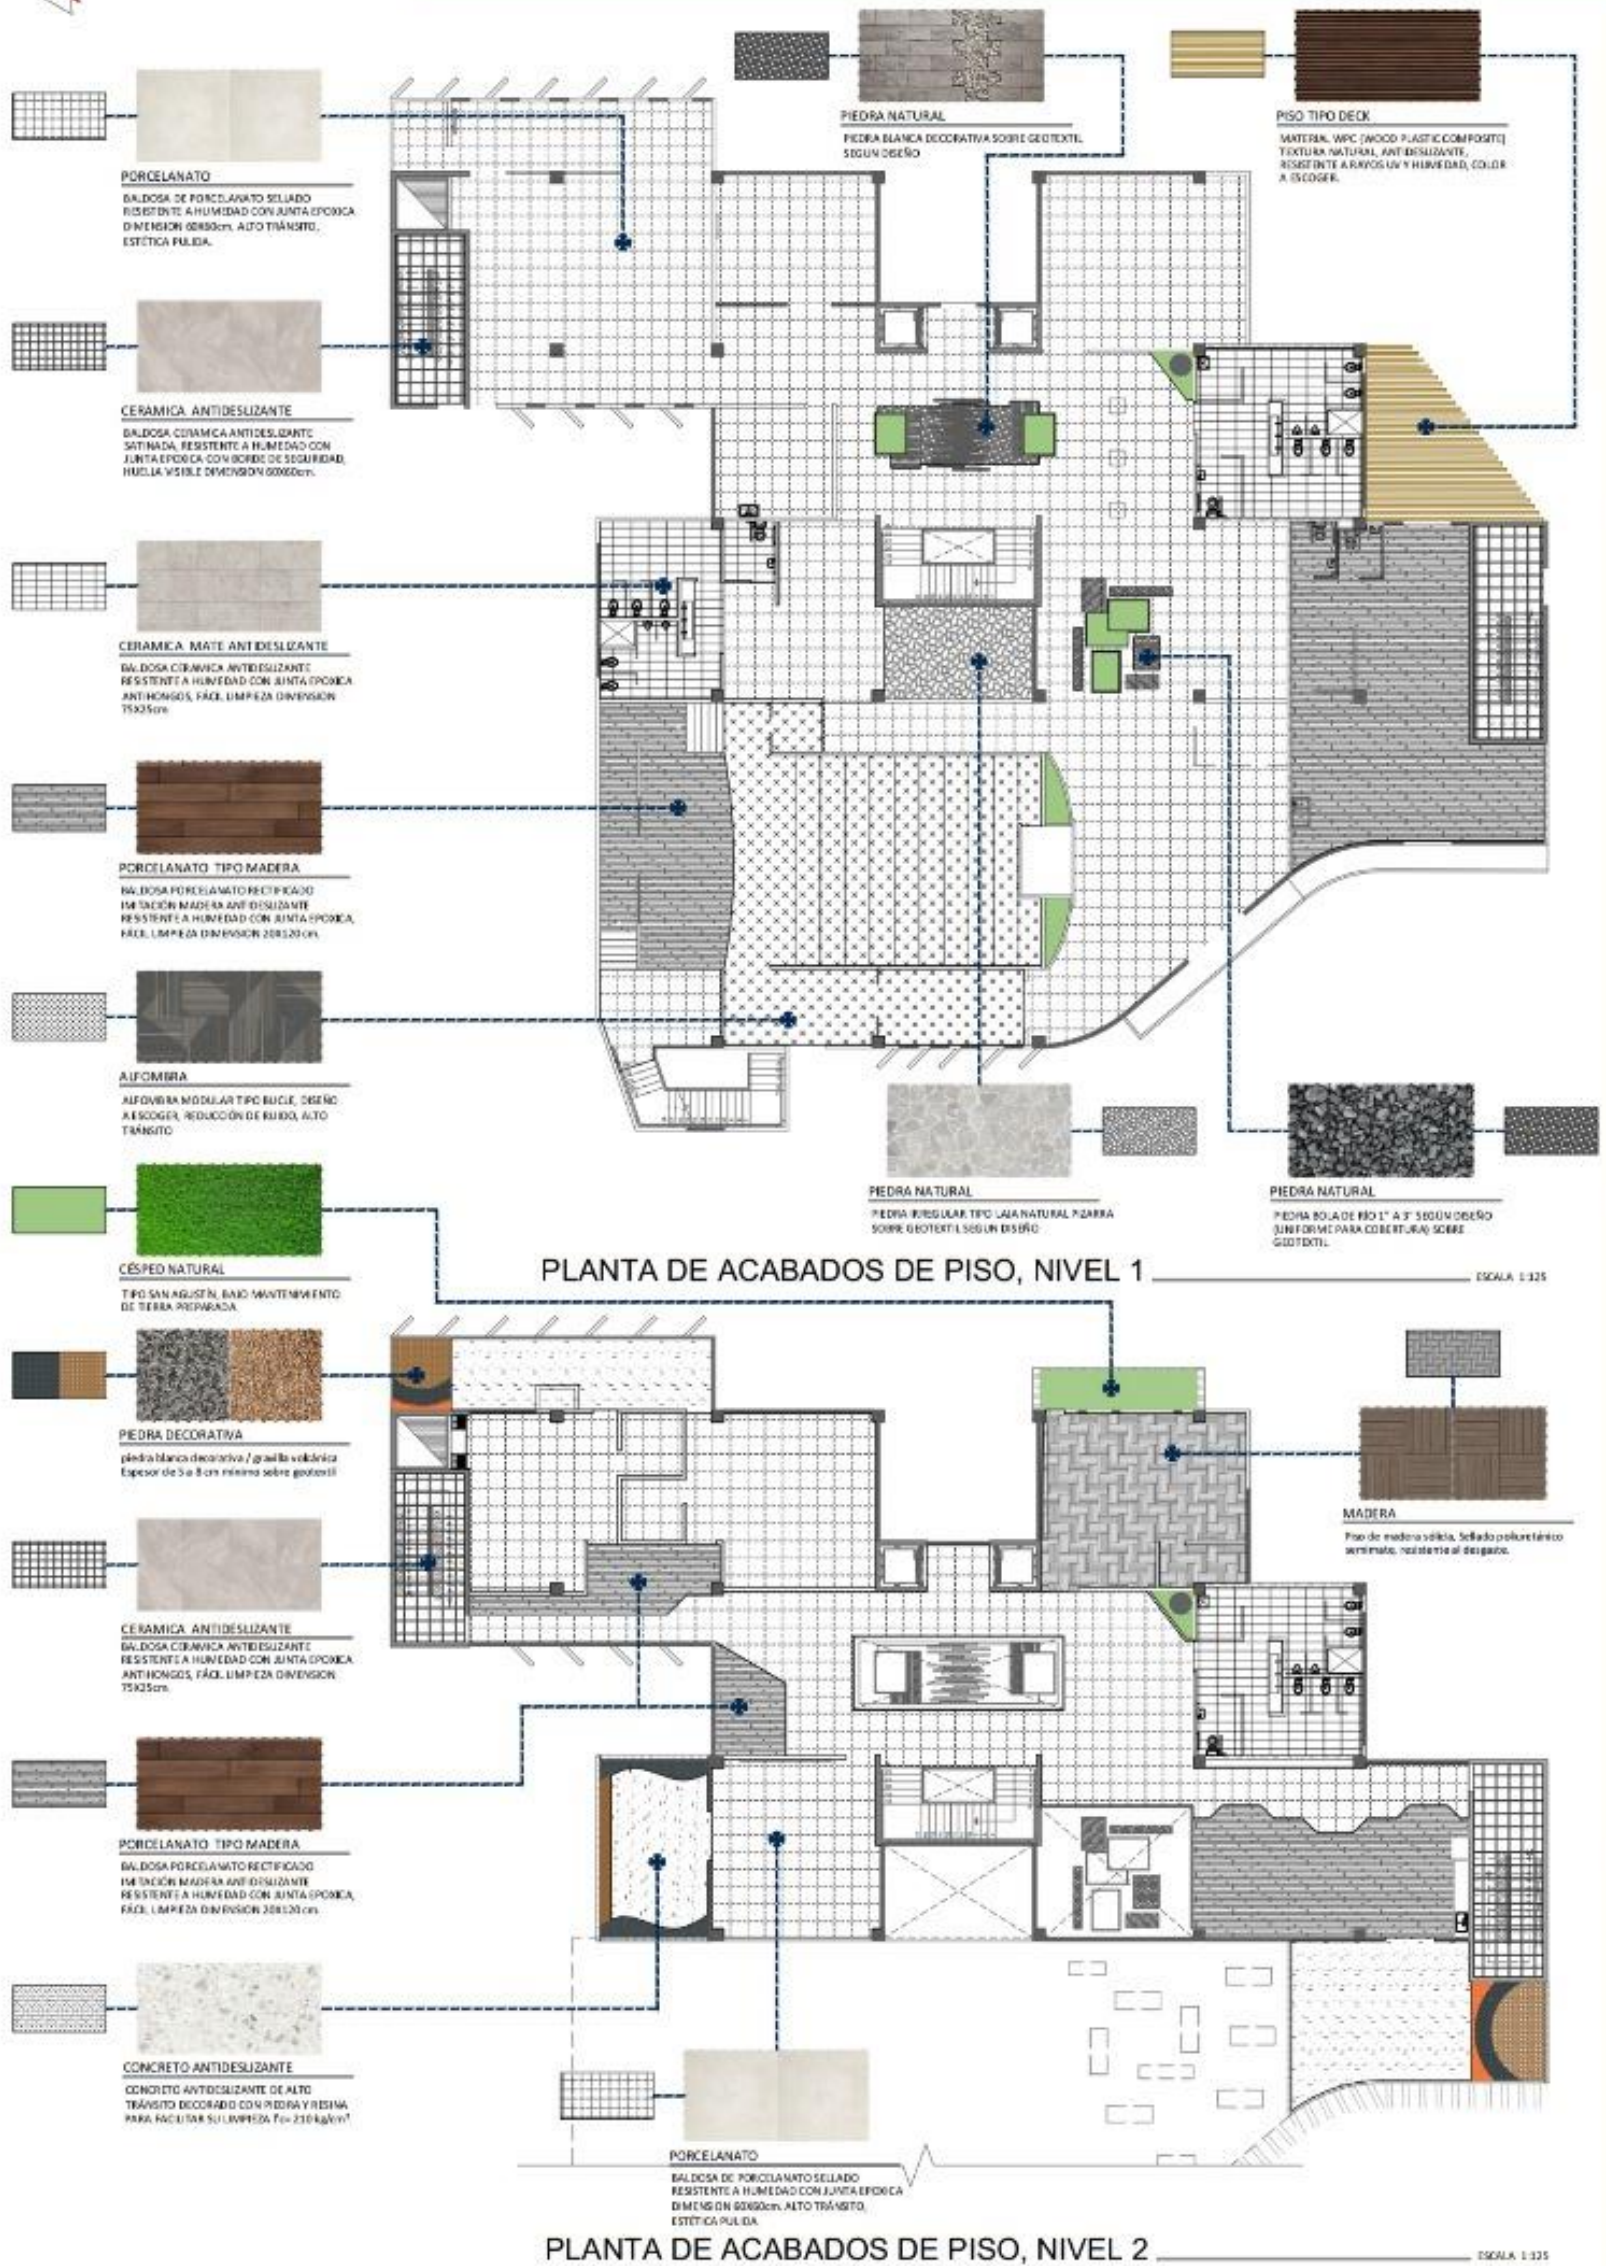 PIEDRA NATURAL
PIEDRA BLANCA DECORATIVA SOBRE GEOTEXTIL
SEGUN DISEÑO
PISO TIPO DECK
MATERIAL WPC (WOOD PLASTIC COMPOSITE)
TEXTURA NATURAL, ANTIDESLIZANTE,
RESISTENTE A RAYOS UV Y HUMEDAD, COLOR
A ESCOGER.
PORCELANATO
BALDOSA DE PORCELANATO SELLADO
RESISTENTE A HUMEDAD CON JUNTA EPOXICA
DIMENSION 60X60cm. ALTO TRÁNSITO,
ESTÉTICA PULIDA.
CERAMICA ANTIDESLIZANTE
BALDOSA CERAMICA ANTIDESLIZANTE
SATINADA, RESISTENTE A HUMEDAD CON
JUNTA EPOXICA CON BORDE DE SEGURIDAD,
HUELLA VISIBLE DIMENSION 60X60cm.
CERAMICA MATE ANTIDESLIZANTE
BALDOSA CERAMICA ANTIDESLIZANTE
RESISTENTE A HUMEDAD CON JUNTA EPOXICA
ANTIHONGOS, FÁCIL LIMPIEZA DIMENSION
75X25cm
PORCELANATO TIPO MADERA
BALDOSA PORCELANATO RECTIFICADO
IMITACIÓN MADERA ANTIDESLIZANTE
RESISTENTE A HUMEDAD CON JUNTA EPOXICA,
FÁCIL LIMPIEZA DIMENSION 20X120 cm.
ALFOMBRA
ALFOMBRA MODULAR TIPO BUCLE, DISEÑO
A ESCOGER, REDUCCIÓN DE RUIDO, ALTO
TRÁNSITO
PIEDRA NATURAL
PIEDRA IRREGULAR TIPO LAJA NATURAL PIZARRA
SOBRE GEOTEXTIL SEGUN DISEÑO
PIEDRA NATURAL
PIEDRA BOLA DE RÍO 1" A 3" SEGÚN DISEÑO
(UNIFORME PARA COBERTURA) SOBRE
GEOTEXTIL
PLANTA DE ACABADOS DE PISO, NIVEL 1
ESCALA 1:125
CÉSPED NATURAL
TIPO SAN AGUSTÍN, BAJO MANTENIMIENTO
DE TIERRA PREPARADA.
PIEDRA DECORATIVA
piedra blanca decorativa / gravilla volcánica
Espesor de 5 a 8 cm mínimo sobre geotextil
MADERA
Piso de madera sólida, Sellado poliuretánico
semimate, resistente al desgaste.
CERAMICA ANTIDESLIZANTE
BALDOSA CERAMICA ANTIDESLIZANTE
RESISTENTE A HUMEDAD CON JUNTA EPOXICA
ANTIHONGOS, FÁCIL LIMPIEZA DIMENSION
75X25cm
PORCELANATO TIPO MADERA
BALDOSA PORCELANATO RECTIFICADO
IMITACIÓN MADERA ANTIDESLIZANTE
RESISTENTE A HUMEDAD CON JUNTA EPOXICA,
FÁCIL LIMPIEZA DIMENSION 20X120 cm.
CONCRETO ANTIDESLIZANTE
CONCRETO ANTIDESLIZANTE DE ALTO
TRÁNSITO DECORADO CON PIEDRA Y RESINA
PARA FACILITAR SU LIMPIEZA f'c= 210 kg/cm²
PORCELANATO
BALDOSA DE PORCELANATO SELLADO
RESISTENTE A HUMEDAD CON JUNTA EPOXICA
DIMENSION 60X60cm. ALTO TRÁNSITO,
ESTÉTICA PULIDA
PLANTA DE ACABADOS DE PISO, NIVEL 2
ESCALA 1:125